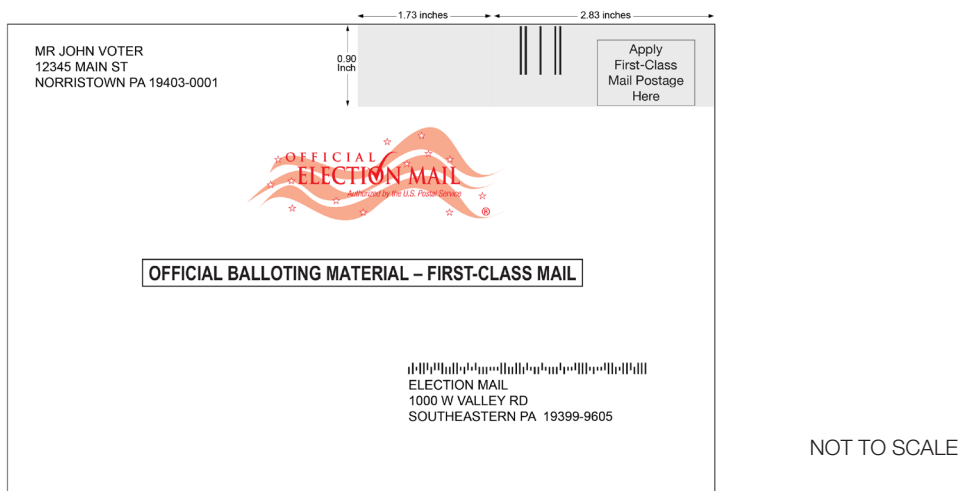 1.73 inches
2.83 inches
MR JOHN VOTER
12345 MAIN ST
NORRISTOWN PA 19403-0001
0.90
Inch
Apply
First-Class
Mail Postage
Here
OFFICIAL
ELECTION MAIL
Authorized by the U.S. Postal Service
®
OFFICIAL BALLOTING MATERIAL – FIRST-CLASS MAIL
ELECTION MAIL
1000 W VALLEY RD
SOUTHEASTERN PA 19399-9605
NOT TO SCALE